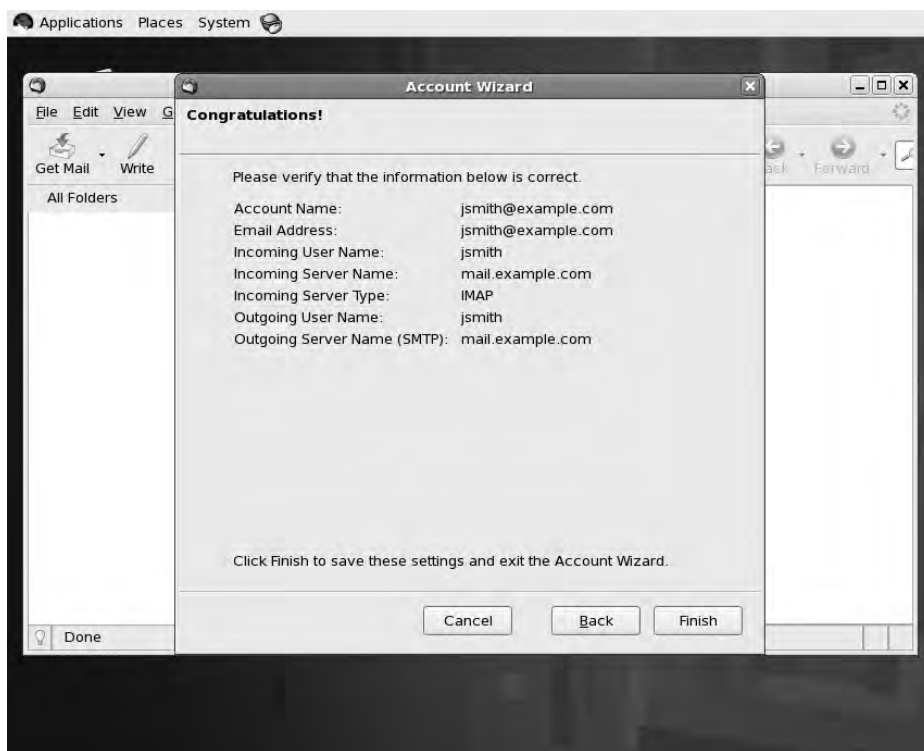 Applications Places System
Account Wizard
File Edit View G
Congratulations!
Get Mail Write
Forward
All Folders
Please verify that the information below is correct.
Account Name: jsmith@example.com
Email Address: jsmith@example.com
Incoming User Name: jsmith
Incoming Server Name: mail.example.com
Incoming Server Type: IMAP
Outgoing User Name: jsmith
Outgoing Server Name (SMTP): mail.example.com
Click Finish to save these settings and exit the Account Wizard.
Cancel Back Finish
Done